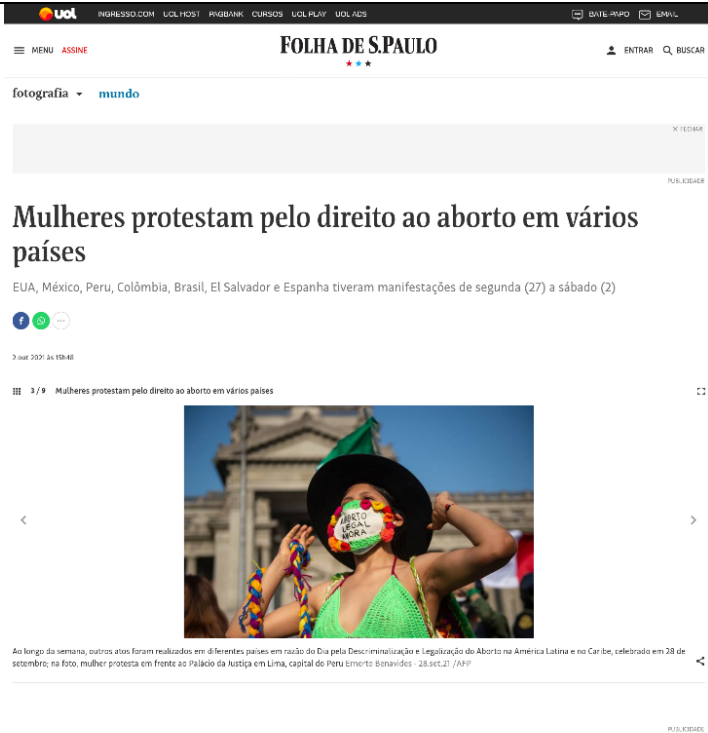 UOL INGRESSO.COM UOL HOST PAGBANK CURSOS UOL PLAY UOL ADS BATE-PAPO EMAIL
MENU ASSINE FOLHA DE S.PAULO ENTRAR BUSCAR
fotografia mundo
× FECHAR
PUBLICIDADE
Mulheres protestam pelo direito ao aborto em vários
países
EUA, México, Peru, Colômbia, Brasil, El Salvador e Espanha tiveram manifestações de segunda (27) a sábado (2)
2.out.2021 às 15h48
3 / 9 Mulheres protestam pelo direito ao aborto em vários países
ABORTO
LEGAL
AHORA
Ao longo da semana, outros atos foram realizados em diferentes países em razão do Dia pela Descriminalização e Legalização do Aborto na América Latina e no Caribe, celebrado em 28 de
setembro; na foto, mulher protesta em frente ao Palácio da Justiça em Lima, capital do Peru Ernesto Benavides - 28.set.21 /AFP
PUBLICIDADE